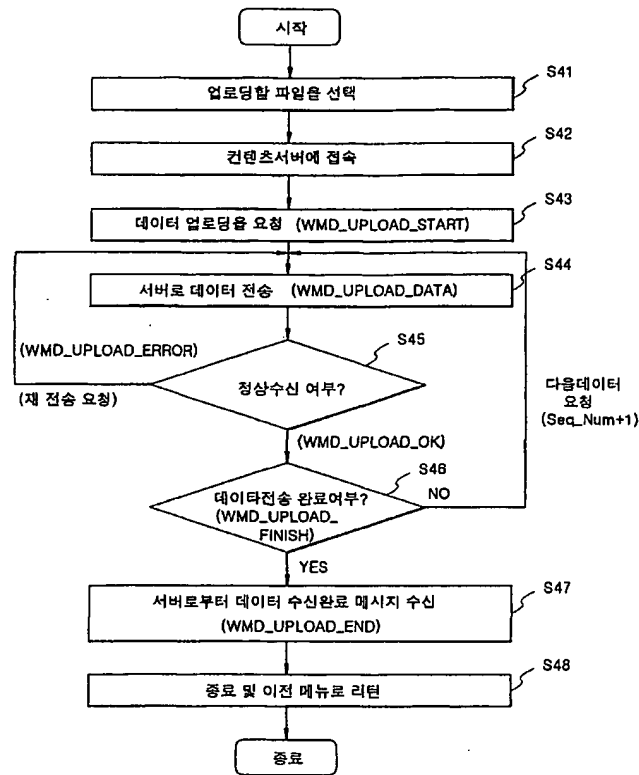 시작
S41
업로딩할 파일을 선택
S42
컨텐츠서버에 접속
S43
데이터 업로딩을 요청 (WMD_UPLOAD_START)
S44
서버로 데이터 전송 (WMD_UPLOAD_DATA)
S45
(WMD_UPLOAD_ERROR)
정상수신 여부?
(재 전송 요청)
다음데이터
요청
(Seq_Num+1)
(WMD_UPLOAD_OK)
S46
데이타전송 완료여부?
NO
(WMD_UPLOAD_
FINISH)
YES
S47
서버로부터 데이터 수신완료 메시지 수신
(WMD_UPLOAD_END)
S48
종료 및 이전 메뉴로 리턴
종료